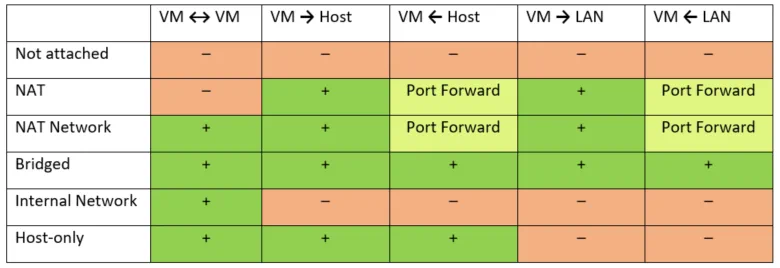 VM ↔ VM VM → Host VM ← Host VM → LAN VM ← LAN
Not attached – – – – –
NAT – + Port Forward + Port Forward
NAT Network + + Port Forward + Port Forward
Bridged + + + + +
Internal Network + – – – –
Host-only + + + – –